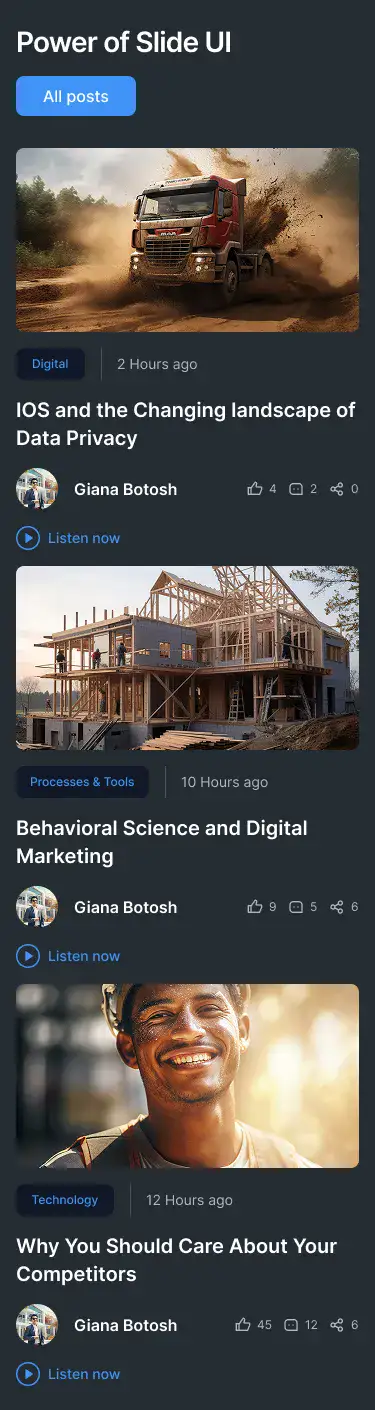 Power of Slide UI
All posts
Digital
2 Hours ago
IOS and the Changing landscape of
Data Privacy
Giana Botosh
4
2
0
Listen now
Processes & Tools
10 Hours ago
Behavioral Science and Digital
Marketing
Giana Botosh
9
5
6
Listen now
Technology
12 Hours ago
Why You Should Care About Your
Competitors
Giana Botosh
45
12
6
Listen now